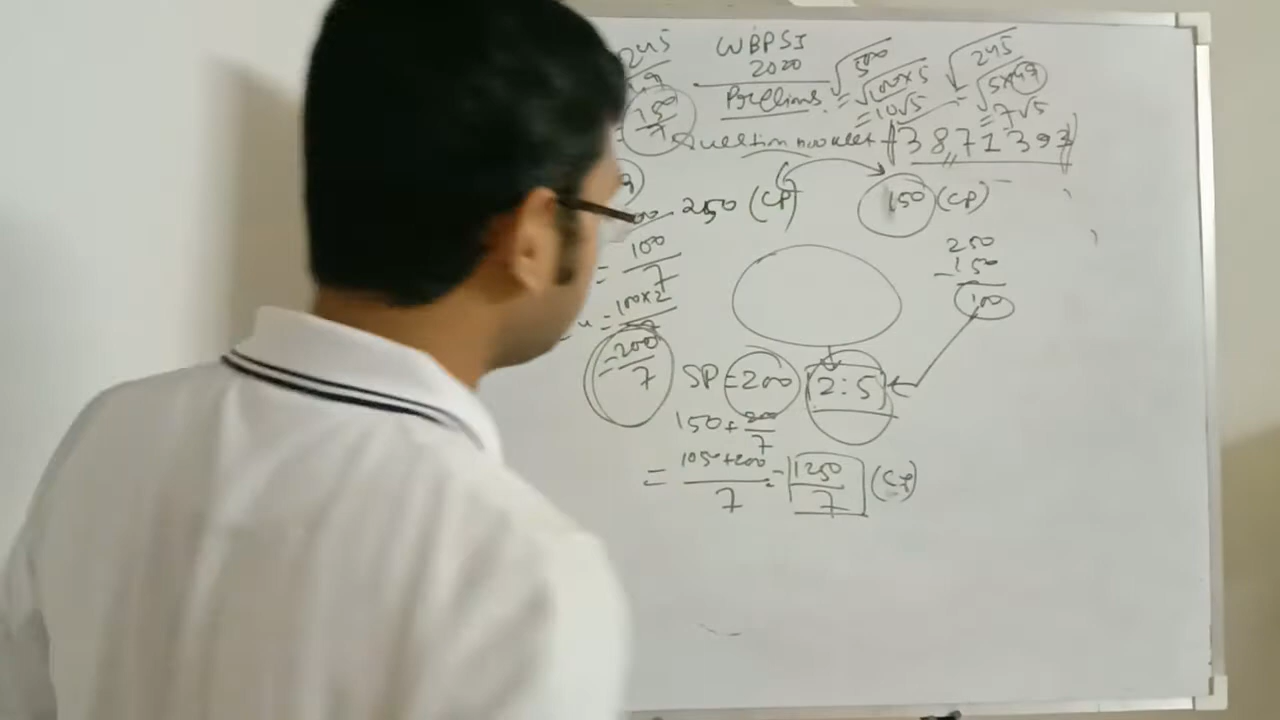 WBPSI
2020
Prelims.
Question booklet
√500
= √100×5
= 10√5
√245
= √5×49
= 7√5
245
150/7
250 (CP)
150 (CP)
= 100/7
= 100×2
= 200/7
250
-150
100
SP = 200
2:5
150 + 200/7
= 1050+200/7 = 1250/7 (CP)